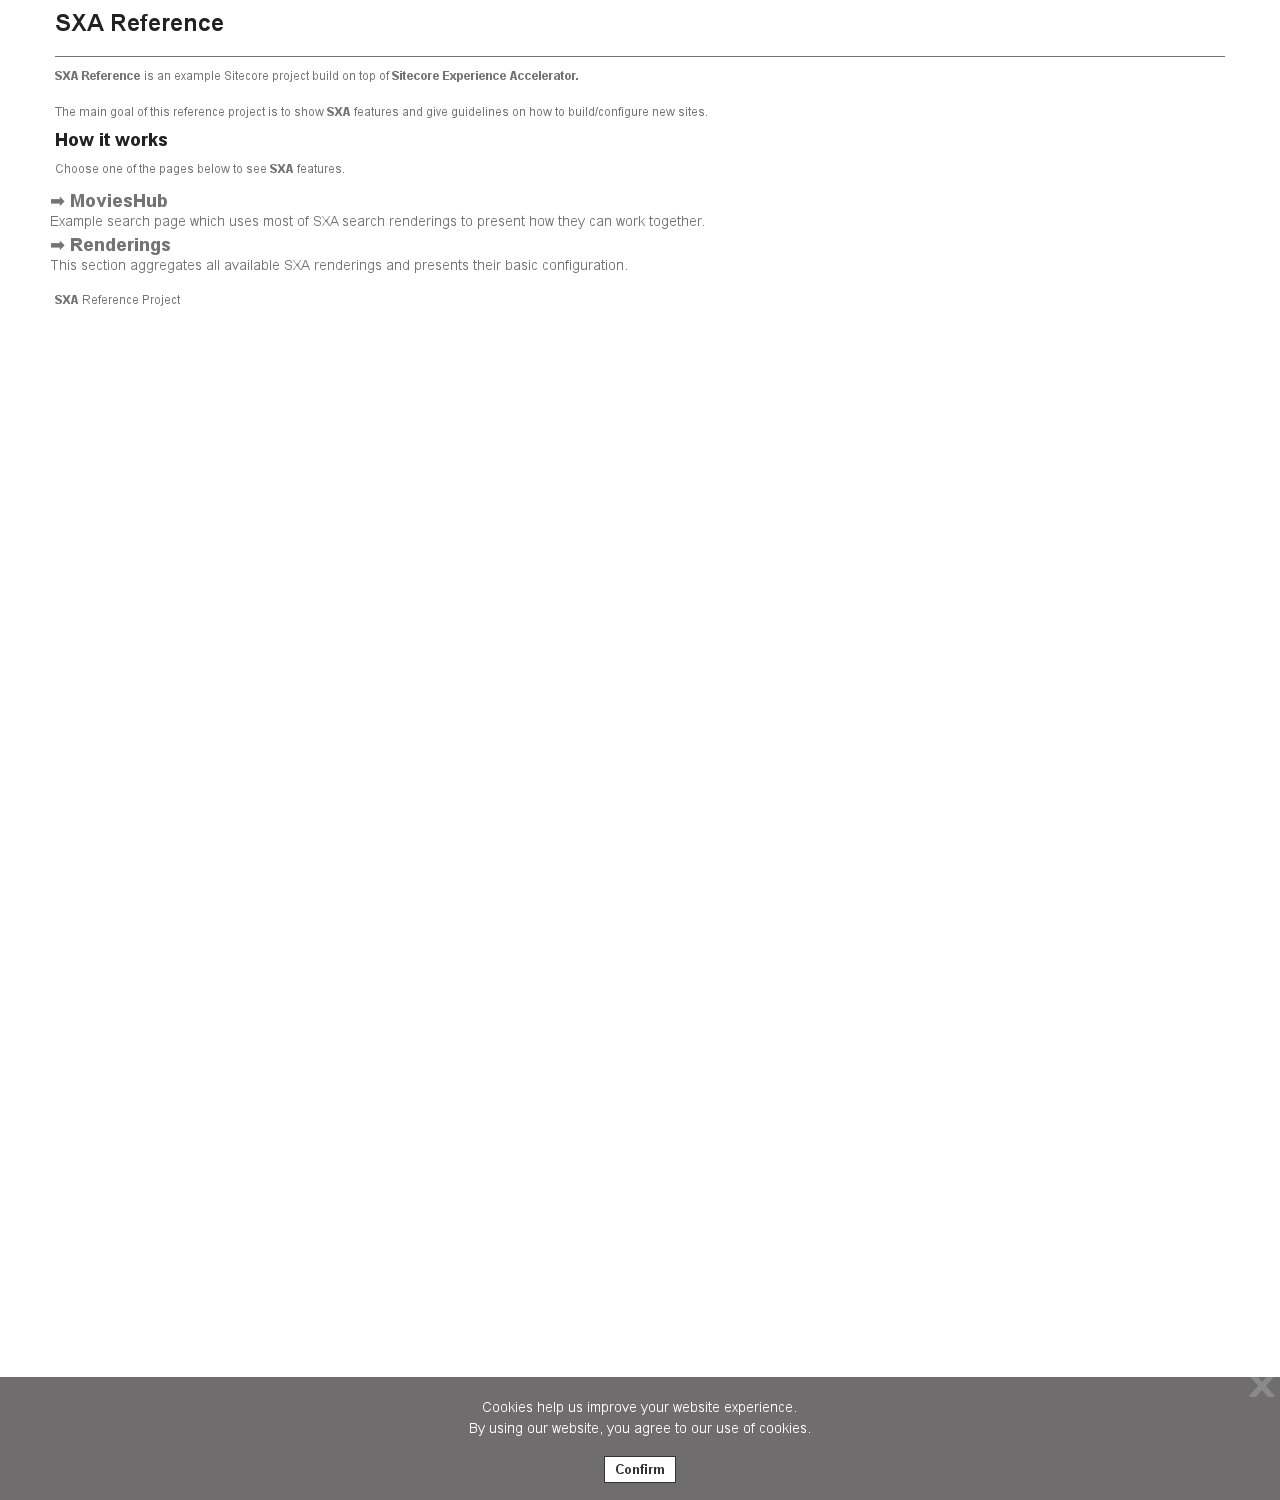 SXA Reference
SXA Reference is an example Sitecore project build on top of Sitecore Experience Accelerator.
The main goal of this reference project is to show SXA features and give guidelines on how to build/configure new sites.
How it works
Choose one of the pages below to see SXA features.
➡ MoviesHub
Example search page which uses most of SXA search renderings to present how they can work together.
➡ Renderings
This section aggregates all available SXA renderings and presents their basic configuration.
SXA Reference Project
X
Cookies help us improve your website experience.
By using our website, you agree to our use of cookies.
Confirm